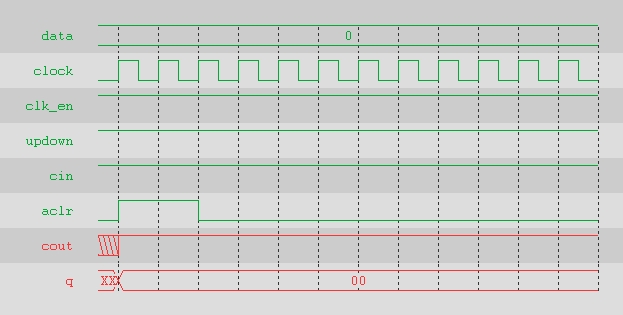 data 0
clock
clk_en
updown
cin
aclr
cout
q XX 00